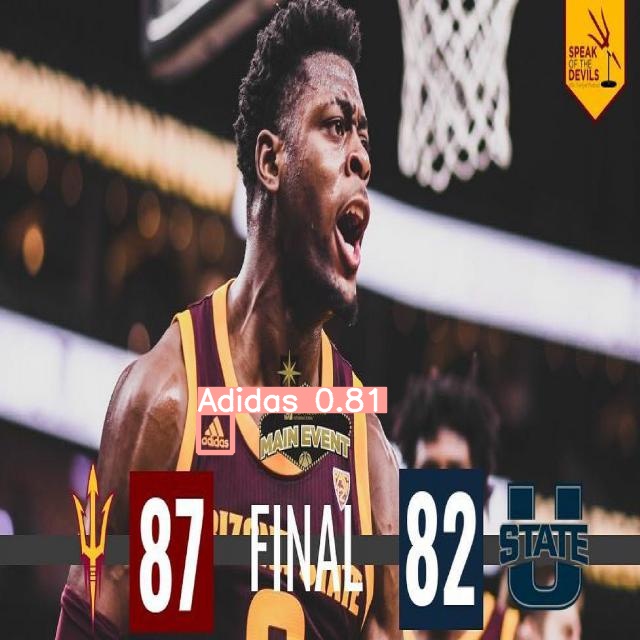 SPEAK
OF THE
DEVILS
Adidas 0.81
adidas
MAIN EVENT
87 FINAL 82
U
STATE